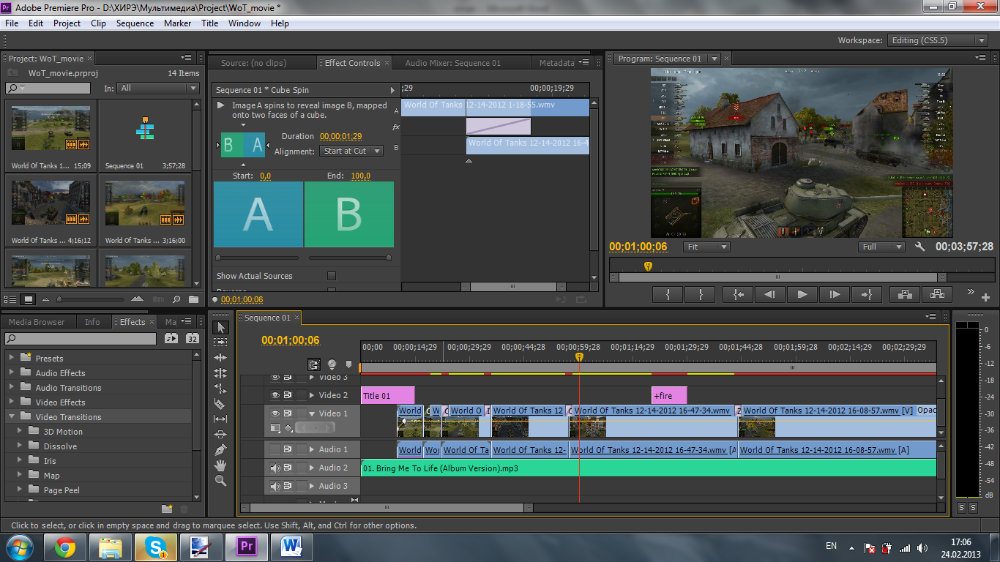 Adobe Premiere Pro - D:\ХИРЭ\Мультимедиа\Project\WoT_movie *
File Edit Project Clip Sequence Marker Title Window Help
Workspace: Editing (CS5.5)
Project: WoT_movie
WoT_movie.prproj 14 Items
In: All
World Of Tanks 1... 15;09
Sequence 01 3;57;28
World Of Tanks ... 4;16;12
World Of Tanks ... 3;16;00
Source: (no clips) Effect Controls Audio Mixer: Sequence 01 Metadata
Sequence 01 * Cube Spin
Image A spins to reveal image B, mapped
onto two faces of a cube.
B A
Duration 00;00;01;29
Alignment: Start at Cut
Start: 0,0 End: 100,0
A B
Show Actual Sources
00;01;00;06
;29 00;00;19;29
A World Of Tanks 12-14-2012 1-18-55.wmv
fx
B World Of Tanks 12-14-2012 16-4
Program: Sequence 01
00;01;00;06 Fit Full 00;03;57;28
Media Browser Info Effects Ma
32
Presets
Audio Effects
Audio Transitions
Video Effects
Video Transitions
3D Motion
Dissolve
Iris
Map
Page Peel
Sequence 01
00;01;00;06
00;00 00;00;14;29 00;00;29;29 00;00;44;28 00;00;59;28 00;01;14;29 00;01;29;29 00;01;44;28 00;01;59;28 00;02;14;29 00;02;29;29
Video 3
Video 2 Title 01 +fire
Video 1 World W World O World Of Tanks 12 World Of Tanks 12-14-2012 16-47-34.wmv World Of Tanks 12-14-2012 16-08-57.wmv [V] Opac
Audio 1 World Wor World Of Ta World Of Tanks 12- World Of Tanks 12-14-2012 16-47-34.wmv [A World Of Tanks 12-14-2012 16-08-57.wmv [A]
Audio 2 01. Bring Me To Life (Album Version).mp3
Audio 3
0
-6
-12
-18
-24
-30
-36
-42
-48
-54
dB
S S
Click to select, or click in empty space and drag to marquee select. Use Shift, Alt, and Ctrl for other options.
Pr
W
EN
17:06
24.02.2013